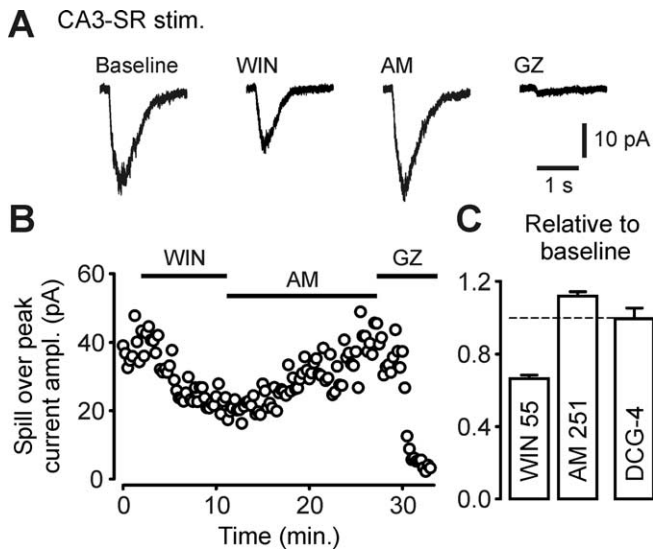 A CA3-SR stim.
Baseline WIN AM GZ
10 pA
1 s
B
WIN GZ
AM
Spill over peak
current ampl. (pA)
60
40
20
0
0 10 20 30
Time (min.)
C Relative to
baseline
1.2
0.8
0.4
0.0
WIN 55
AM 251
DCG-4